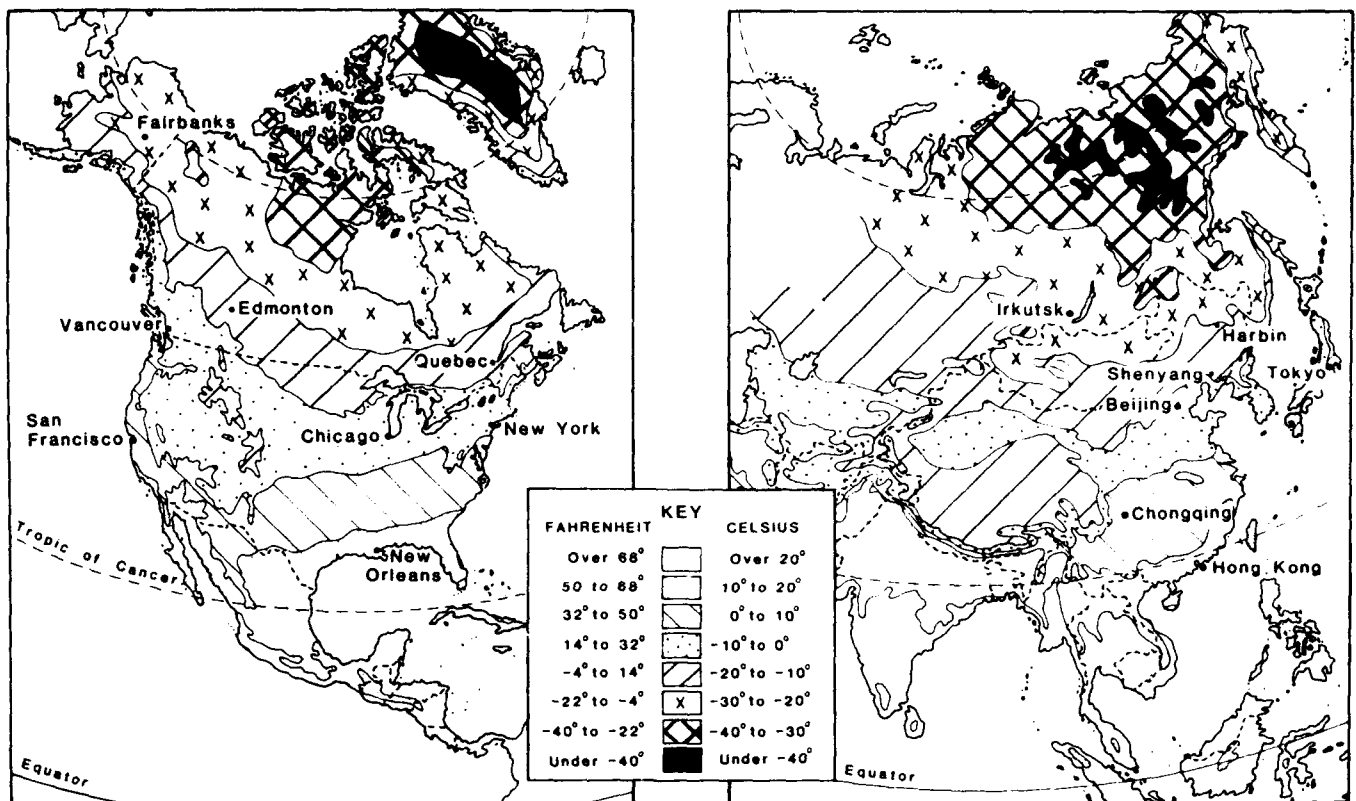 Fairbanks
Edmonton
Vancouver
Quebec
San
Francisco
Chicago
New York
New
Orleans
Tropic of Cancer
Equator
KEY
FAHRENHEIT CELSIUS
Over 68° Over 20°
50 to 68° 10° to 20°
32° to 50° 0° to 10°
14° to 32° -10° to 0°
-4° to 14° -20° to -10°
-22° to -4° X -30° to -20°
-40° to -22° -40° to -30°
Under -40° Under -40°
Irkutsk
Harbin
Shenyang
Tokyo
Beijing
Chongqing
Hong Kong
Equator